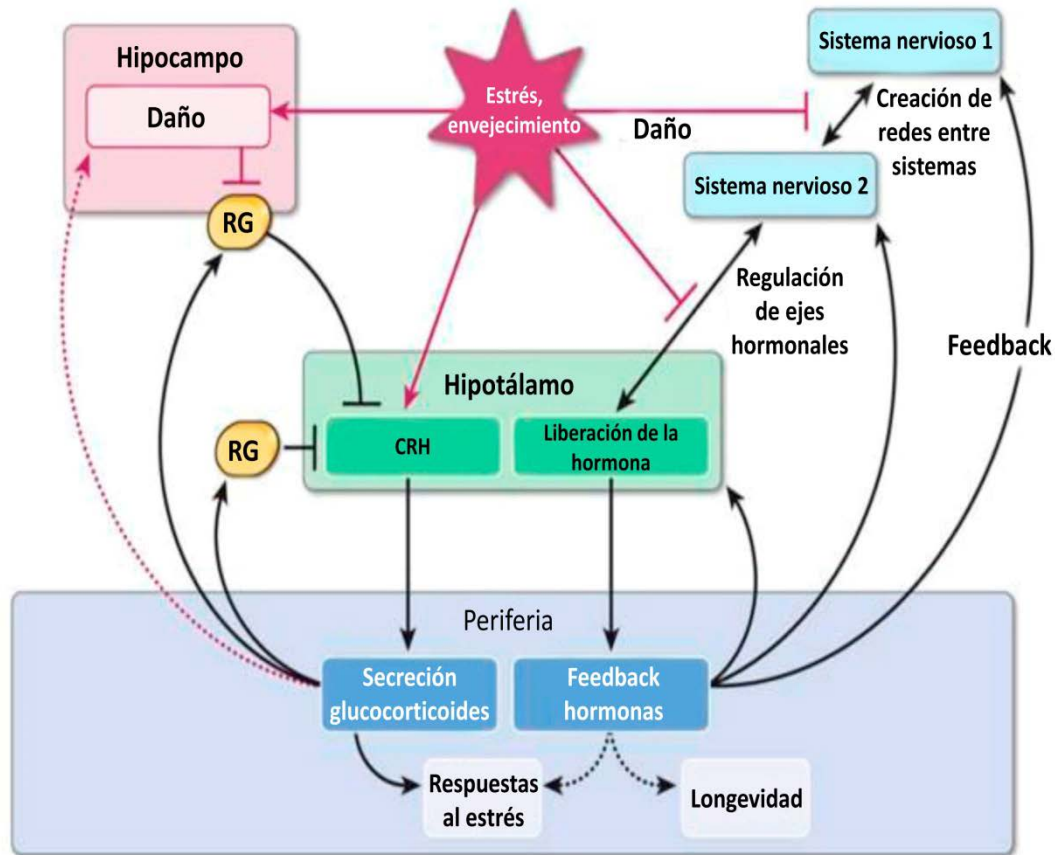 Hipocampo
Daño
RG
Estrés,
envejecimiento
Daño
Sistema nervioso 1
Creación de
redes entre
sistemas
Sistema nervioso 2
Regulación
de ejes
hormonales
Feedback
Hipotálamo
RG
CRH
Liberación de la
hormona
Periferia
Secreción
glucocorticoides
Feedback
hormonas
Respuestas
al estrés
Longevidad